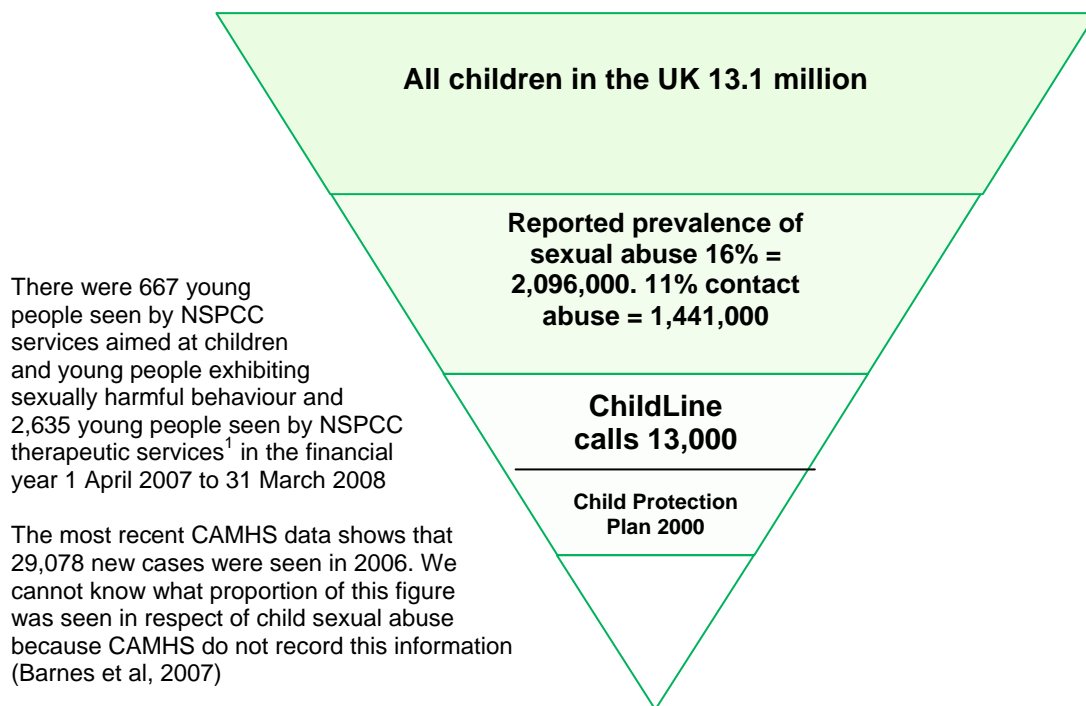 All children in the UK 13.1 million
Reported prevalence of
sexual abuse 16% =
2,096,000. 11% contact
abuse = 1,441,000
ChildLine
calls 13,000
Child Protection
Plan 2000
There were 667 young
people seen by NSPCC
services aimed at children
and young people exhibiting
sexually harmful behaviour and
2,635 young people seen by NSPCC
therapeutic services¹ in the financial
year 1 April 2007 to 31 March 2008
The most recent CAMHS data shows that
29,078 new cases were seen in 2006. We
cannot know what proportion of this figure
was seen in respect of child sexual abuse
because CAMHS do not record this information
(Barnes et al, 2007)